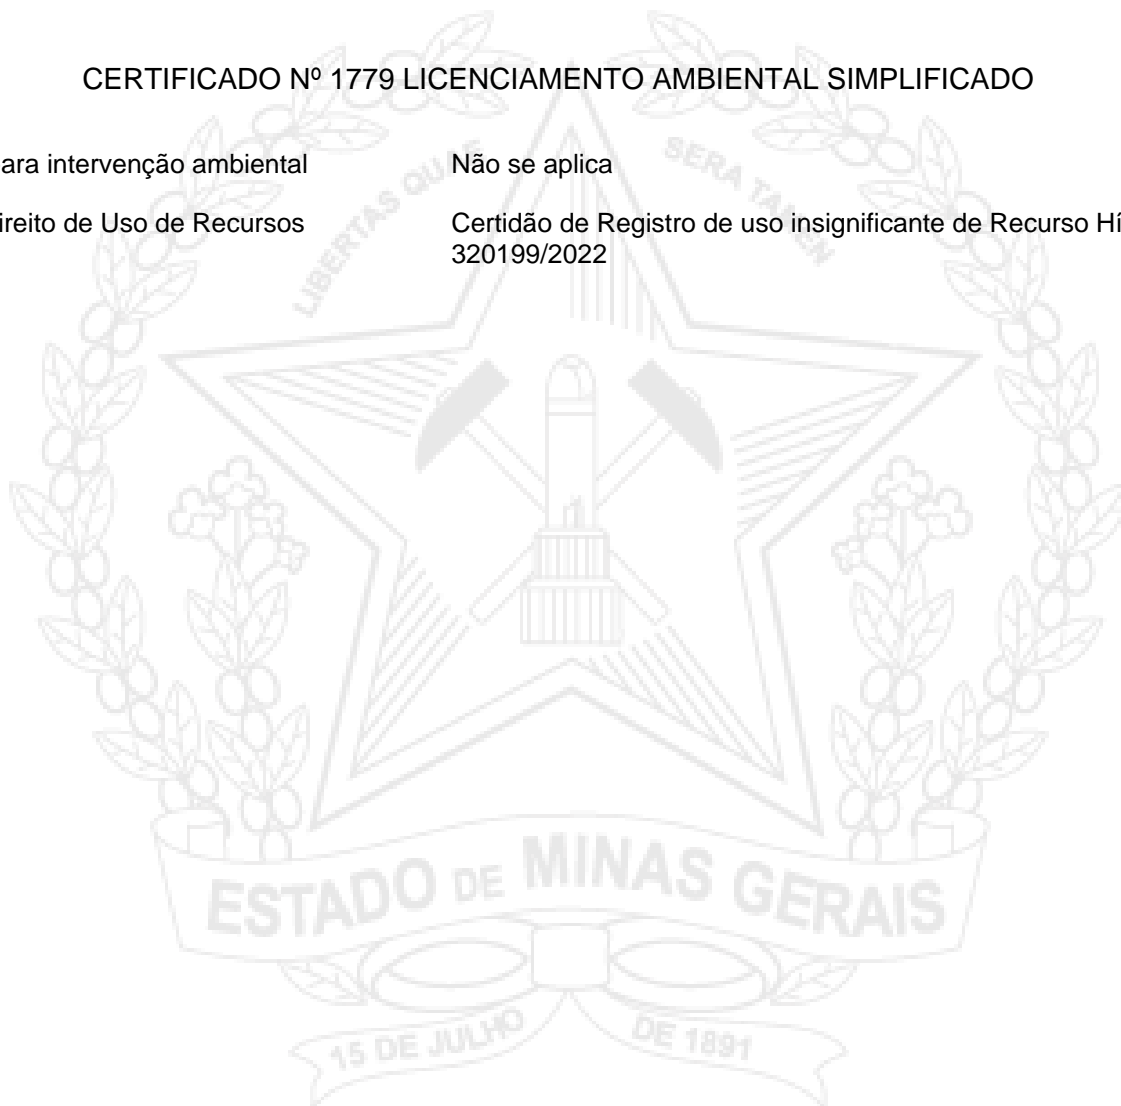 CERTIFICADO Nº 1779 LICENCIAMENTO AMBIENTAL SIMPLIFICADO
ara intervenção ambiental Não se aplica
ireito de Uso de Recursos Certidão de Registro de uso insignificante de Recurso Hí
320199/2022
LIBERTAS QUAE SERA TAMEN
ESTADO DE MINAS GERAIS
15 DE JULHO DE 1891